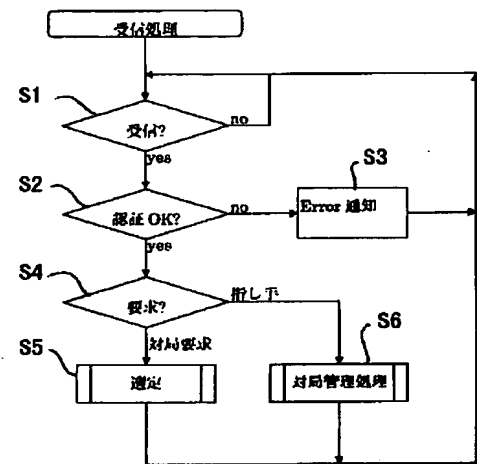 受信処理
S1
受信?
no
yes
S2
S3
認証 OK?
no
Error 通知
yes
S4
要求?
指し手
S6
対局要求
S5
選定
対局管理処理